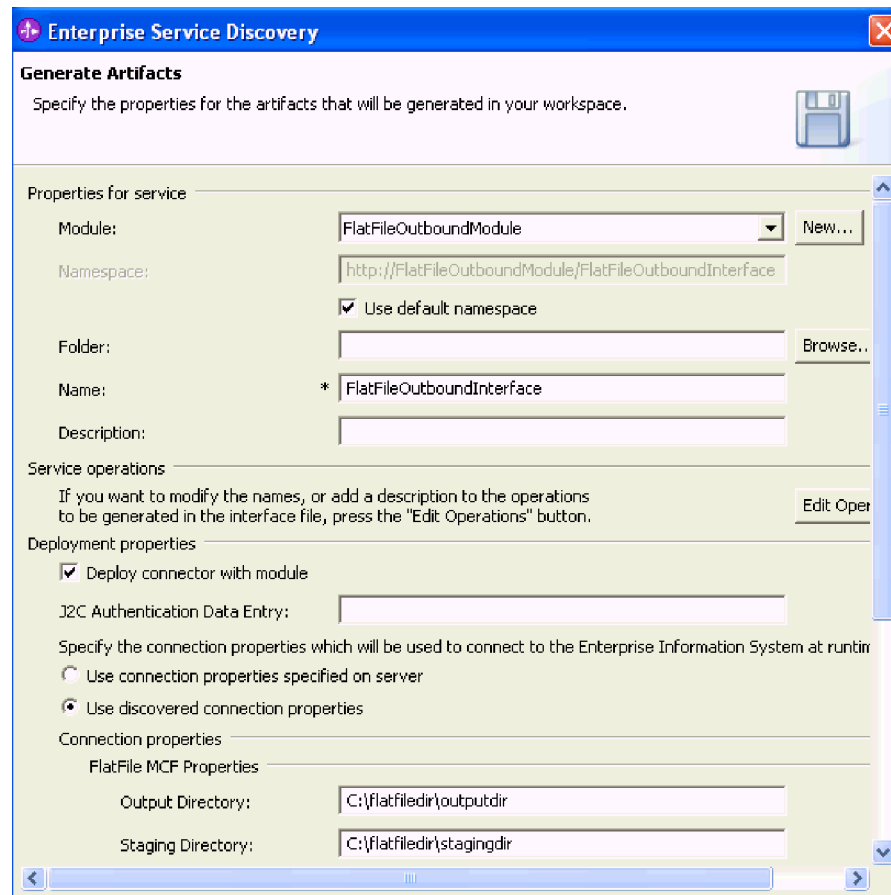 Enterprise Service Discovery
Generate Artifacts
Specify the properties for the artifacts that will be generated in your workspace.
Properties for service
Module: FlatFileOutboundModule New...
Namespace: http://FlatFileOutboundModule/FlatFileOutboundInterface
Use default namespace
Folder: Browse..
Name: * FlatFileOutboundInterface
Description:
Service operations
If you want to modify the names, or add a description to the operations
to be generated in the interface file, press the "Edit Operations" button.
Edit Oper
Deployment properties
Deploy connector with module
J2C Authentication Data Entry:
Specify the connection properties which will be used to connect to the Enterprise Information System at runtim
Use connection properties specified on server
Use discovered connection properties
Connection properties
FlatFile MCF Properties
Output Directory: C:\flatfiledir\outputdir
Staging Directory: C:\flatfiledir\stagingdir